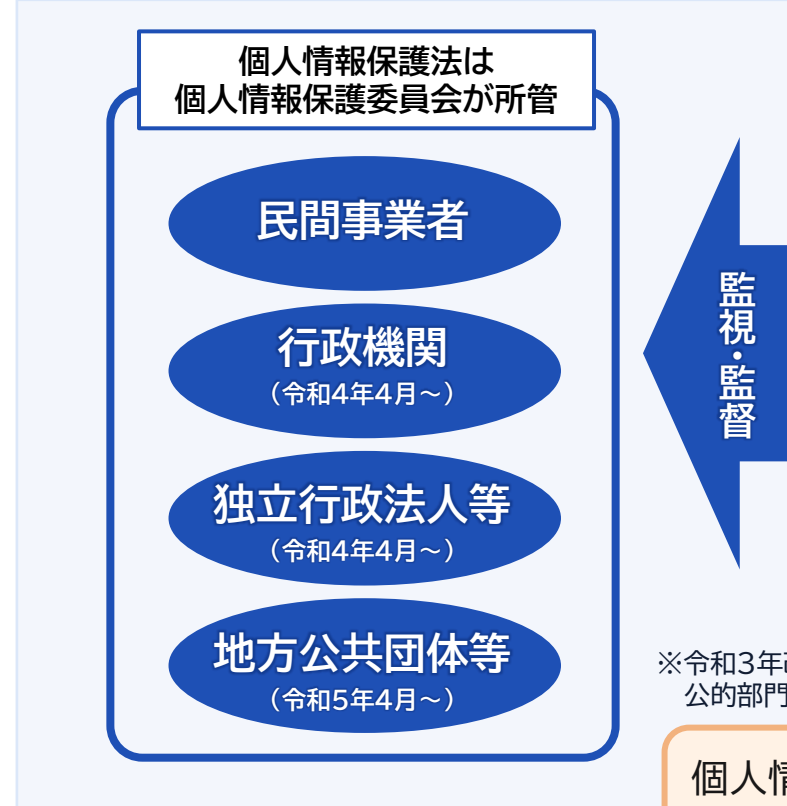 個人情報保護法は
個人情報保護委員会が所管
民間事業者
行政機関
（令和4年4月～）
独立行政法人等
（令和4年4月～）
地方公共団体等
（令和5年4月～）
監視・監督
※令和3年
公的部門
個人情